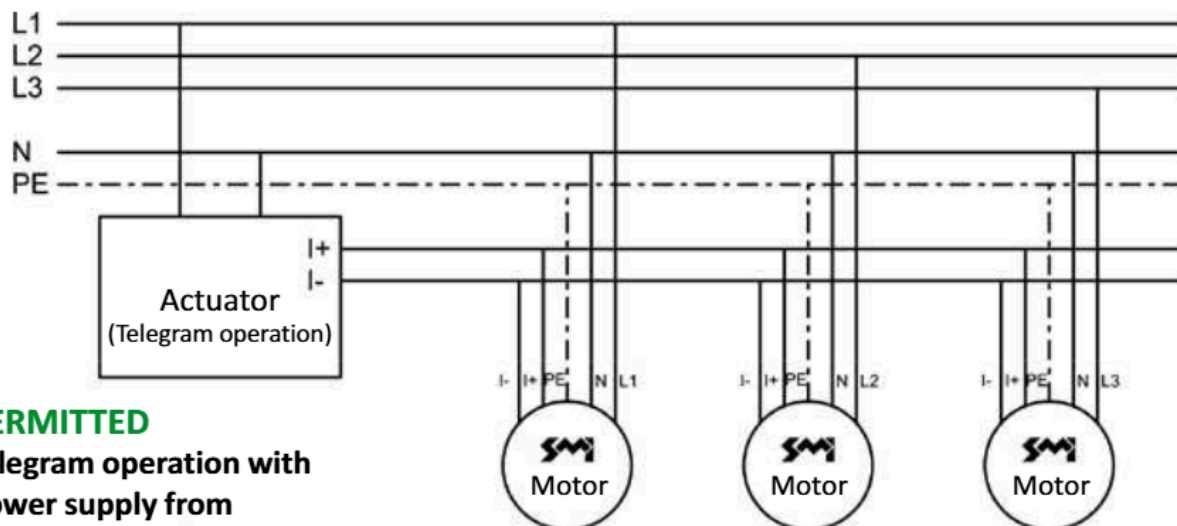 L1
L2
L3
N
PE
I+
I-
Actuator
(Telegram operation)
I- I+ PE N L1
I- I+ PE N L2
I- I+ PE N L3
SMI
Motor
SMI
Motor
SMI
Motor
ERMITTED
legram operation with
ower supply from